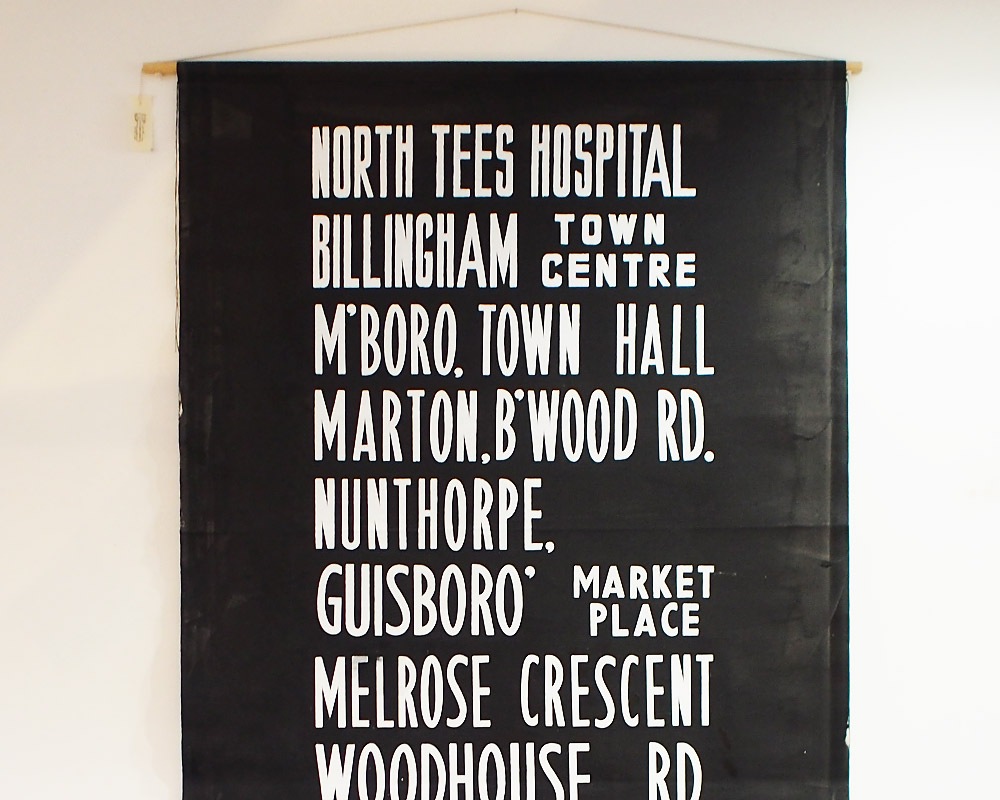 NORTH TEES HOSPITAL
BILLINGHAM TOWN CENTRE
M'BORO. TOWN HALL
MARTON, B'WOOD RD.
NUNTHORPE,
GUISBORO' MARKET PLACE
MELROSE CRESCENT
WOODHOUSE RD